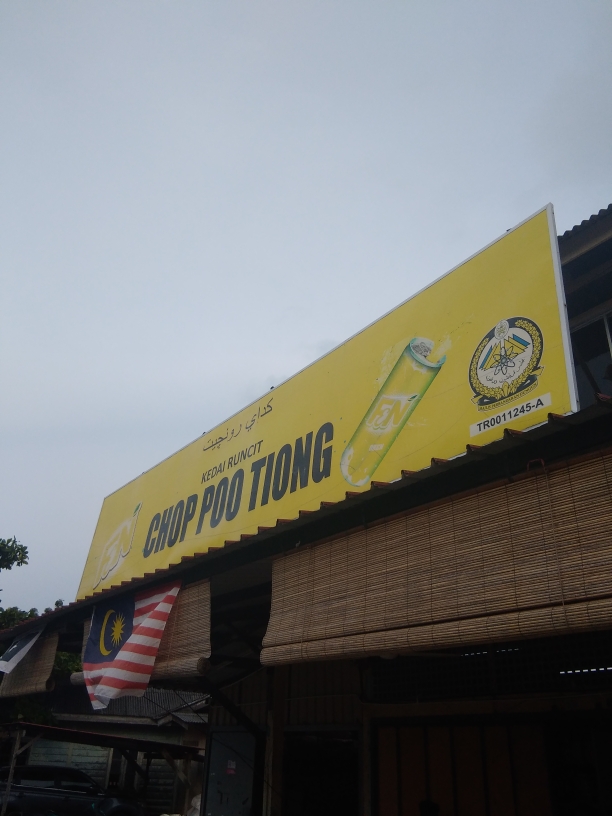 كداي رونچيت
KEDAI RUNCIT
F&N
CHOP POO TIONG
F&N
TR0011245-A